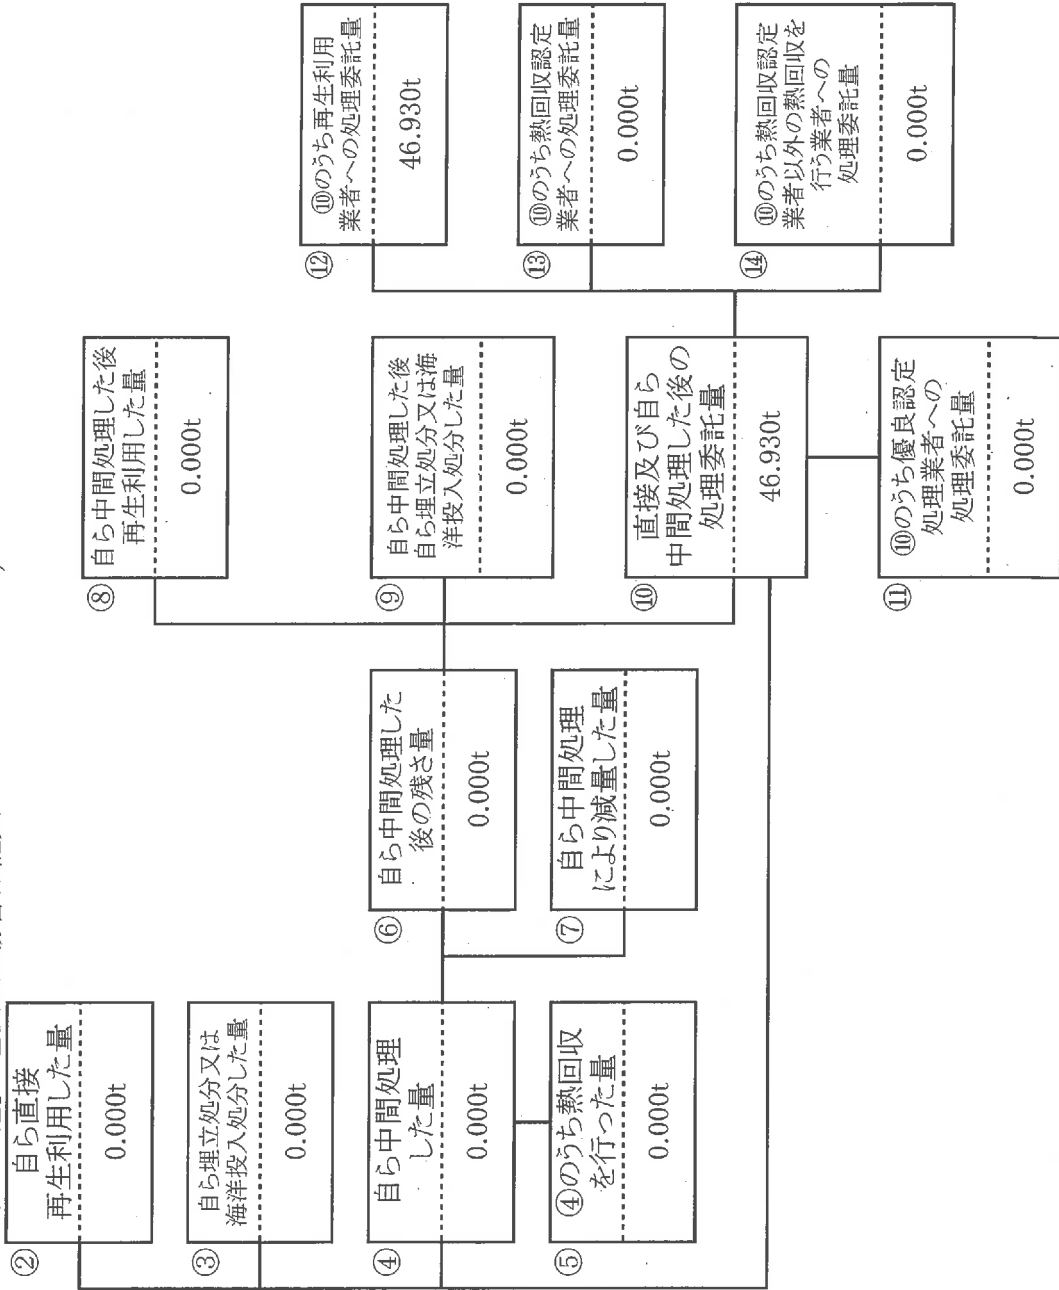 ②
自ら直接
再生利用した量
0.000t
③
自ら埋立処分又は
海洋投入処分した量
0.000t
④
自ら中間処理
した量
0.000t
⑤
④のうち熱回収
を行った量
0.000t
⑥
自ら中間処理した
後の残さ量
0.000t
⑦
自ら中間処理
により減量した量
0.000t
⑧
自ら中間処理した後
再生利用した量
0.000t
⑨
自ら中間処理した後
自ら埋立処分又は海
洋投入処分した量
0.000t
⑩
直接及び自ら
中間処理した後の
処理委託量
46.930t
⑪
⑩のうち優良認定
処理業者への
処理委託量
0.000t
⑫
⑩のうち再生利用
業者への処理委託量
46.930t
⑬
⑩のうち熱回収認定
業者への処理委託量
0.000t
⑭
⑩のうち熱回収認定
業者以外の熱回収を
行う業者への
処理委託量
0.000t